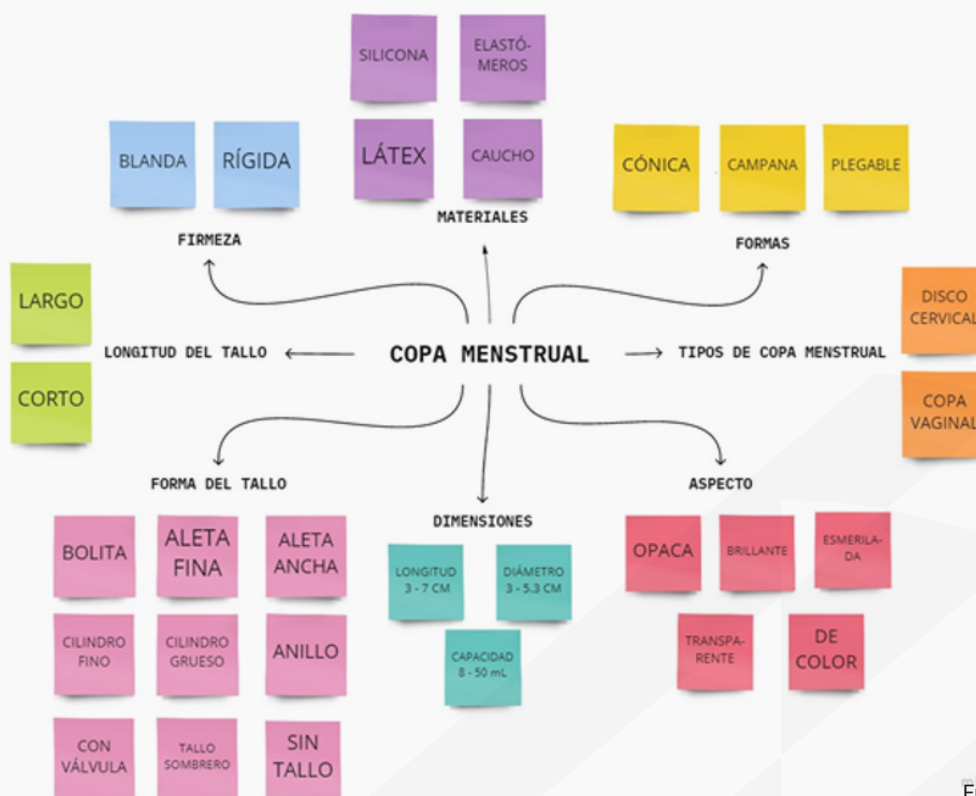 SILICONA
ELASTÓ-
MEROS
LÁTEX
CAUCHO
MATERIALES
BLANDA
RÍGIDA
FIRMEZA
CÓNICA
CAMPANA
PLEGABLE
FORMAS
LARGO
CORTO
LONGITUD DEL TALLO
COPA MENSTRUAL
TIPOS DE COPA MENSTRUAL
DISCO
CERVICAL
COPA
VAGINAL
FORMA DEL TALLO
BOLITA
ALETA
FINA
ALETA
ANCHA
CILINDRO
FINO
CILINDRO
GRUESO
ANILLO
CON
VÁLVULA
TALLO
SOMBRERO
SIN
TALLO
DIMENSIONES
LONGITUD
3 - 7 CM
DIÁMETRO
3 - 5.3 CM
CAPACIDAD
8 - 50 mL
ASPECTO
OPACA
BRILLANTE
ESMERILA-
DA
TRANSPA-
RENTE
DE
COLOR